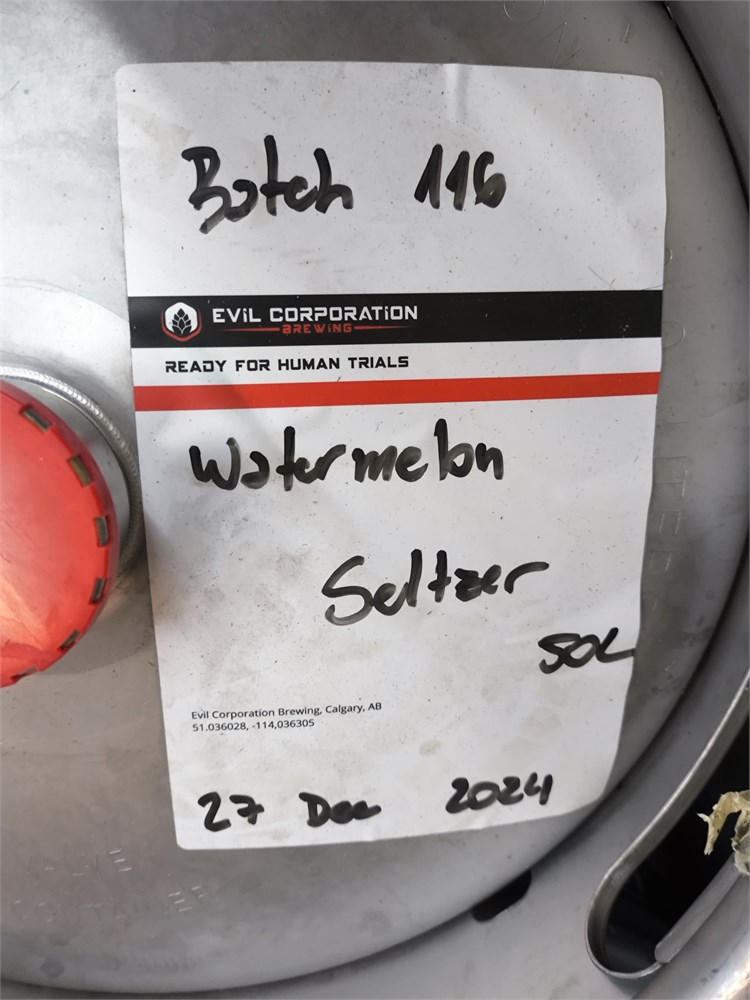 Batch 116
EViL CORPORATiON
BREWiNG
READY FOR HUMAN TRIALS
Watermelon
Seltzer
50L
Evil Corporation Brewing, Calgary, AB
51.036028, -114,036305
27 Dec 2024